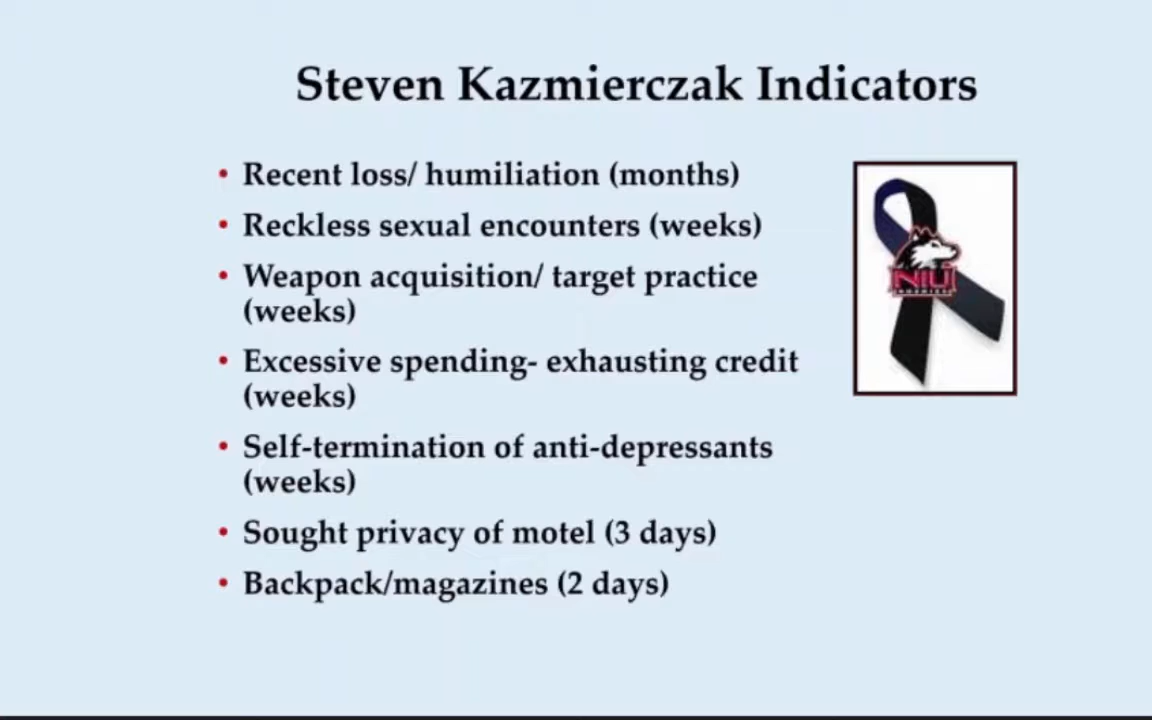 Steven Kazmierczak Indicators
• Recent loss/ humiliation (months)
• Reckless sexual encounters (weeks)
• Weapon acquisition/ target practice
(weeks)
• Excessive spending- exhausting credit
(weeks)
• Self-termination of anti-depressants
(weeks)
• Sought privacy of motel (3 days)
• Backpack/magazines (2 days)
NIU